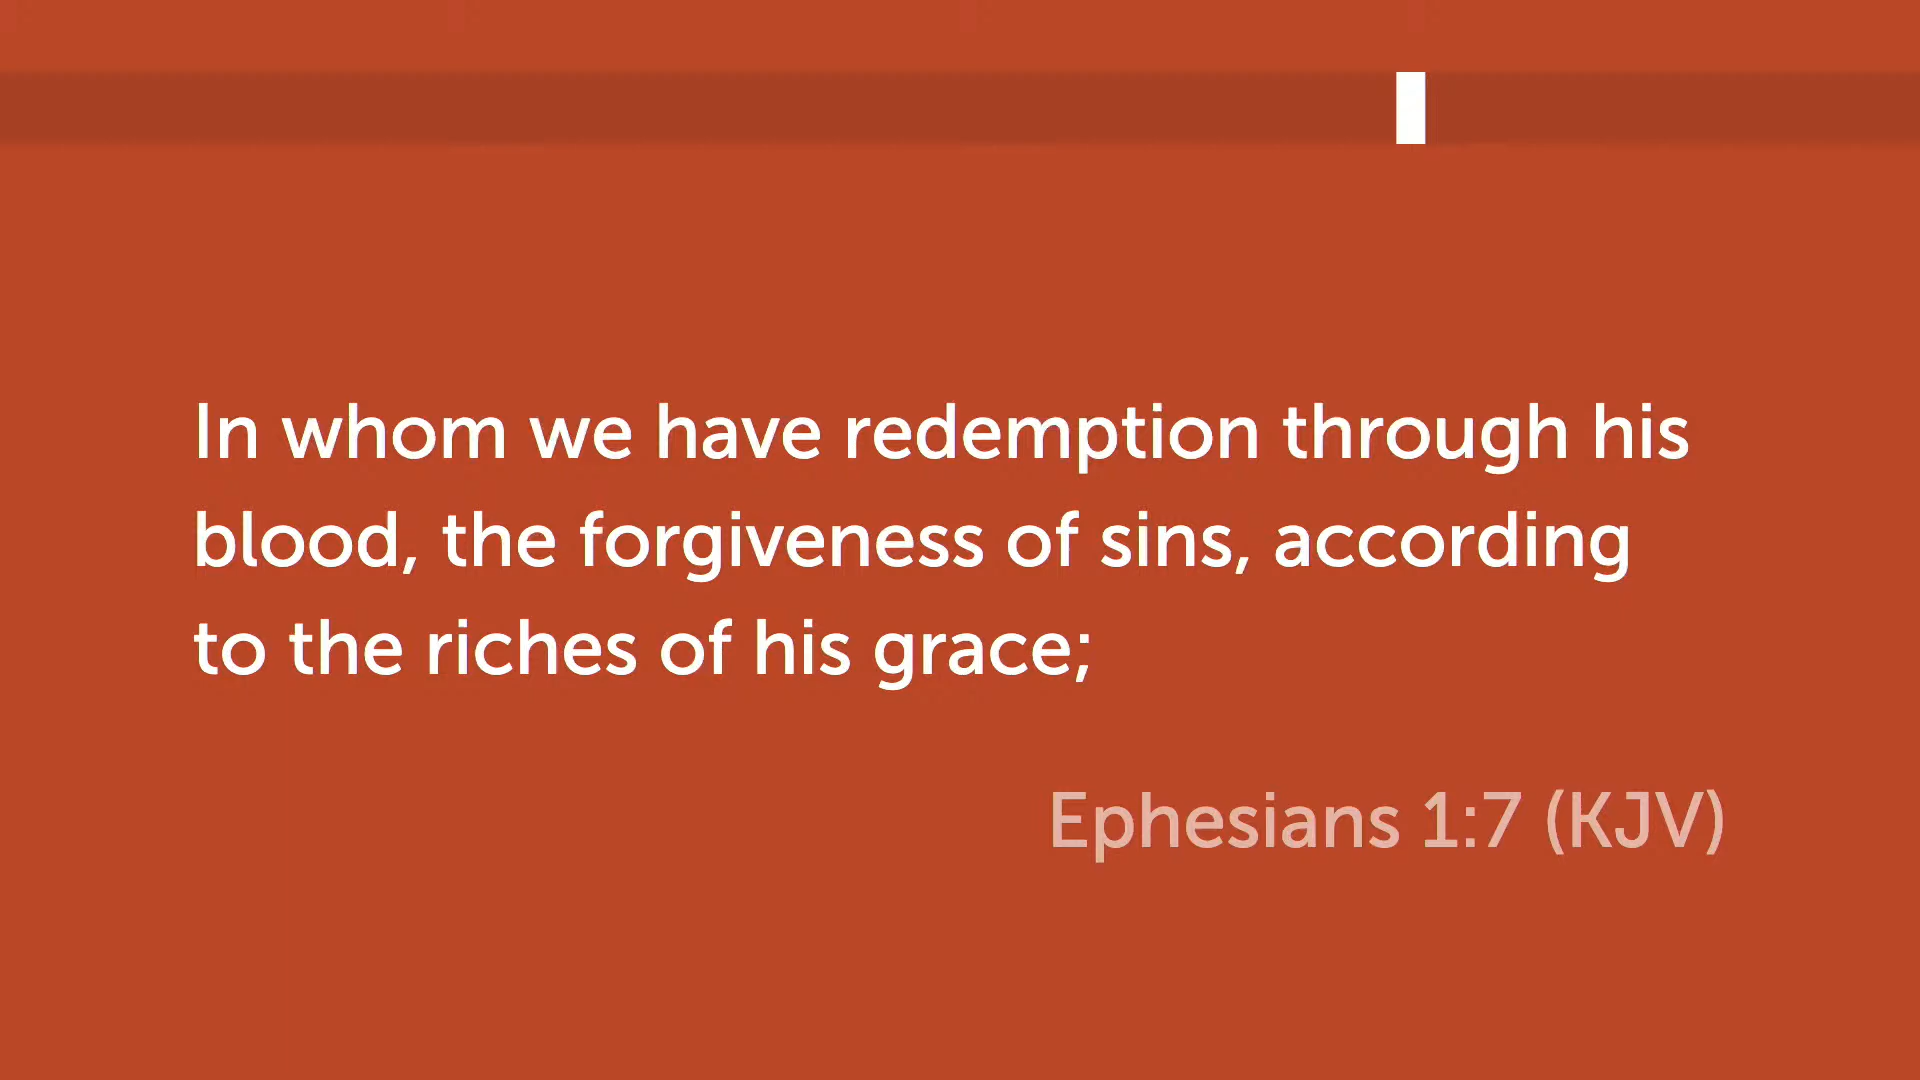 In whom we have redemption through his
blood, the forgiveness of sins, according
to the riches of his grace;
Ephesians 1:7 (KJV)